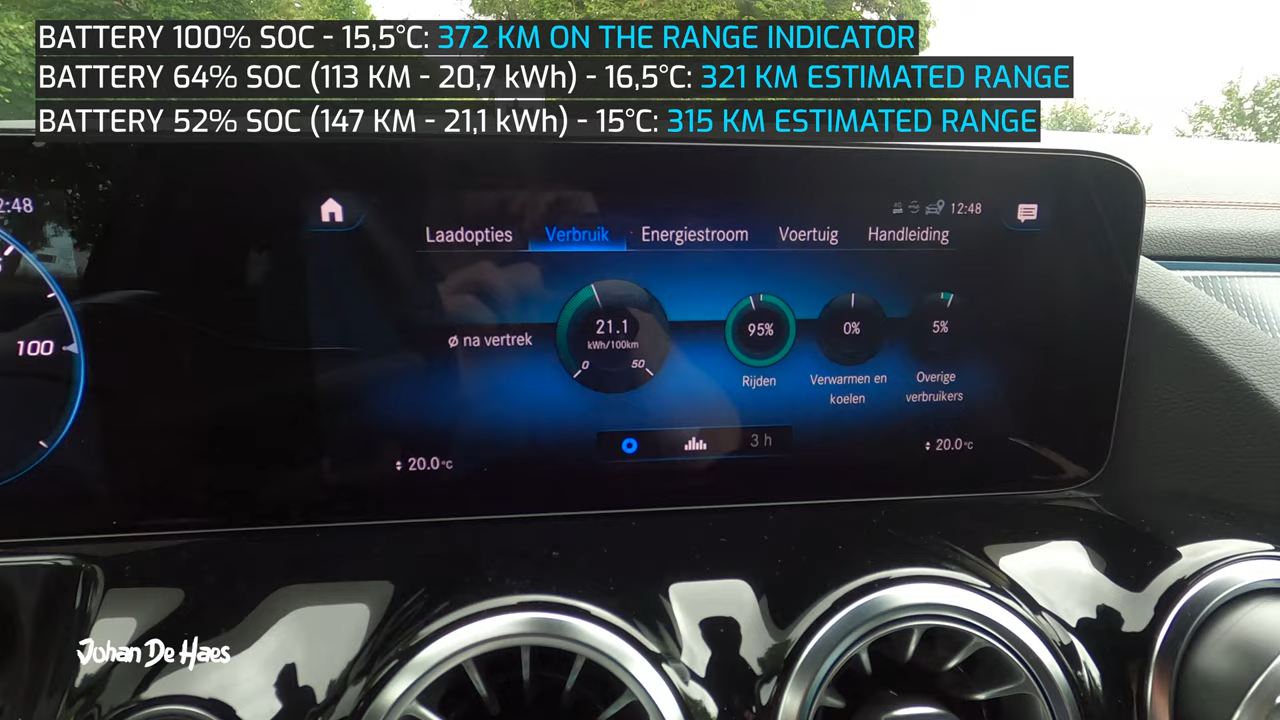 BATTERY 100% SOC - 15,5°C: 372 KM ON THE RANGE INDICATOR
BATTERY 64% SOC (113 KM - 20,7 kWh) - 16,5°C: 321 KM ESTIMATED RANGE
BATTERY 52% SOC (147 KM - 21,1 kWh) - 15°C: 315 KM ESTIMATED RANGE
2:48
12:48
Laadopties Verbruik Energiestroom Voertuig Handleiding
100
ø na vertrek
21.1
kWh/100km
0 50
95%
Rijden
0%
Verwarmen en
koelen
5%
Overige
verbruikers
3 h
20.0°C
20.0°C
Johan De Haes